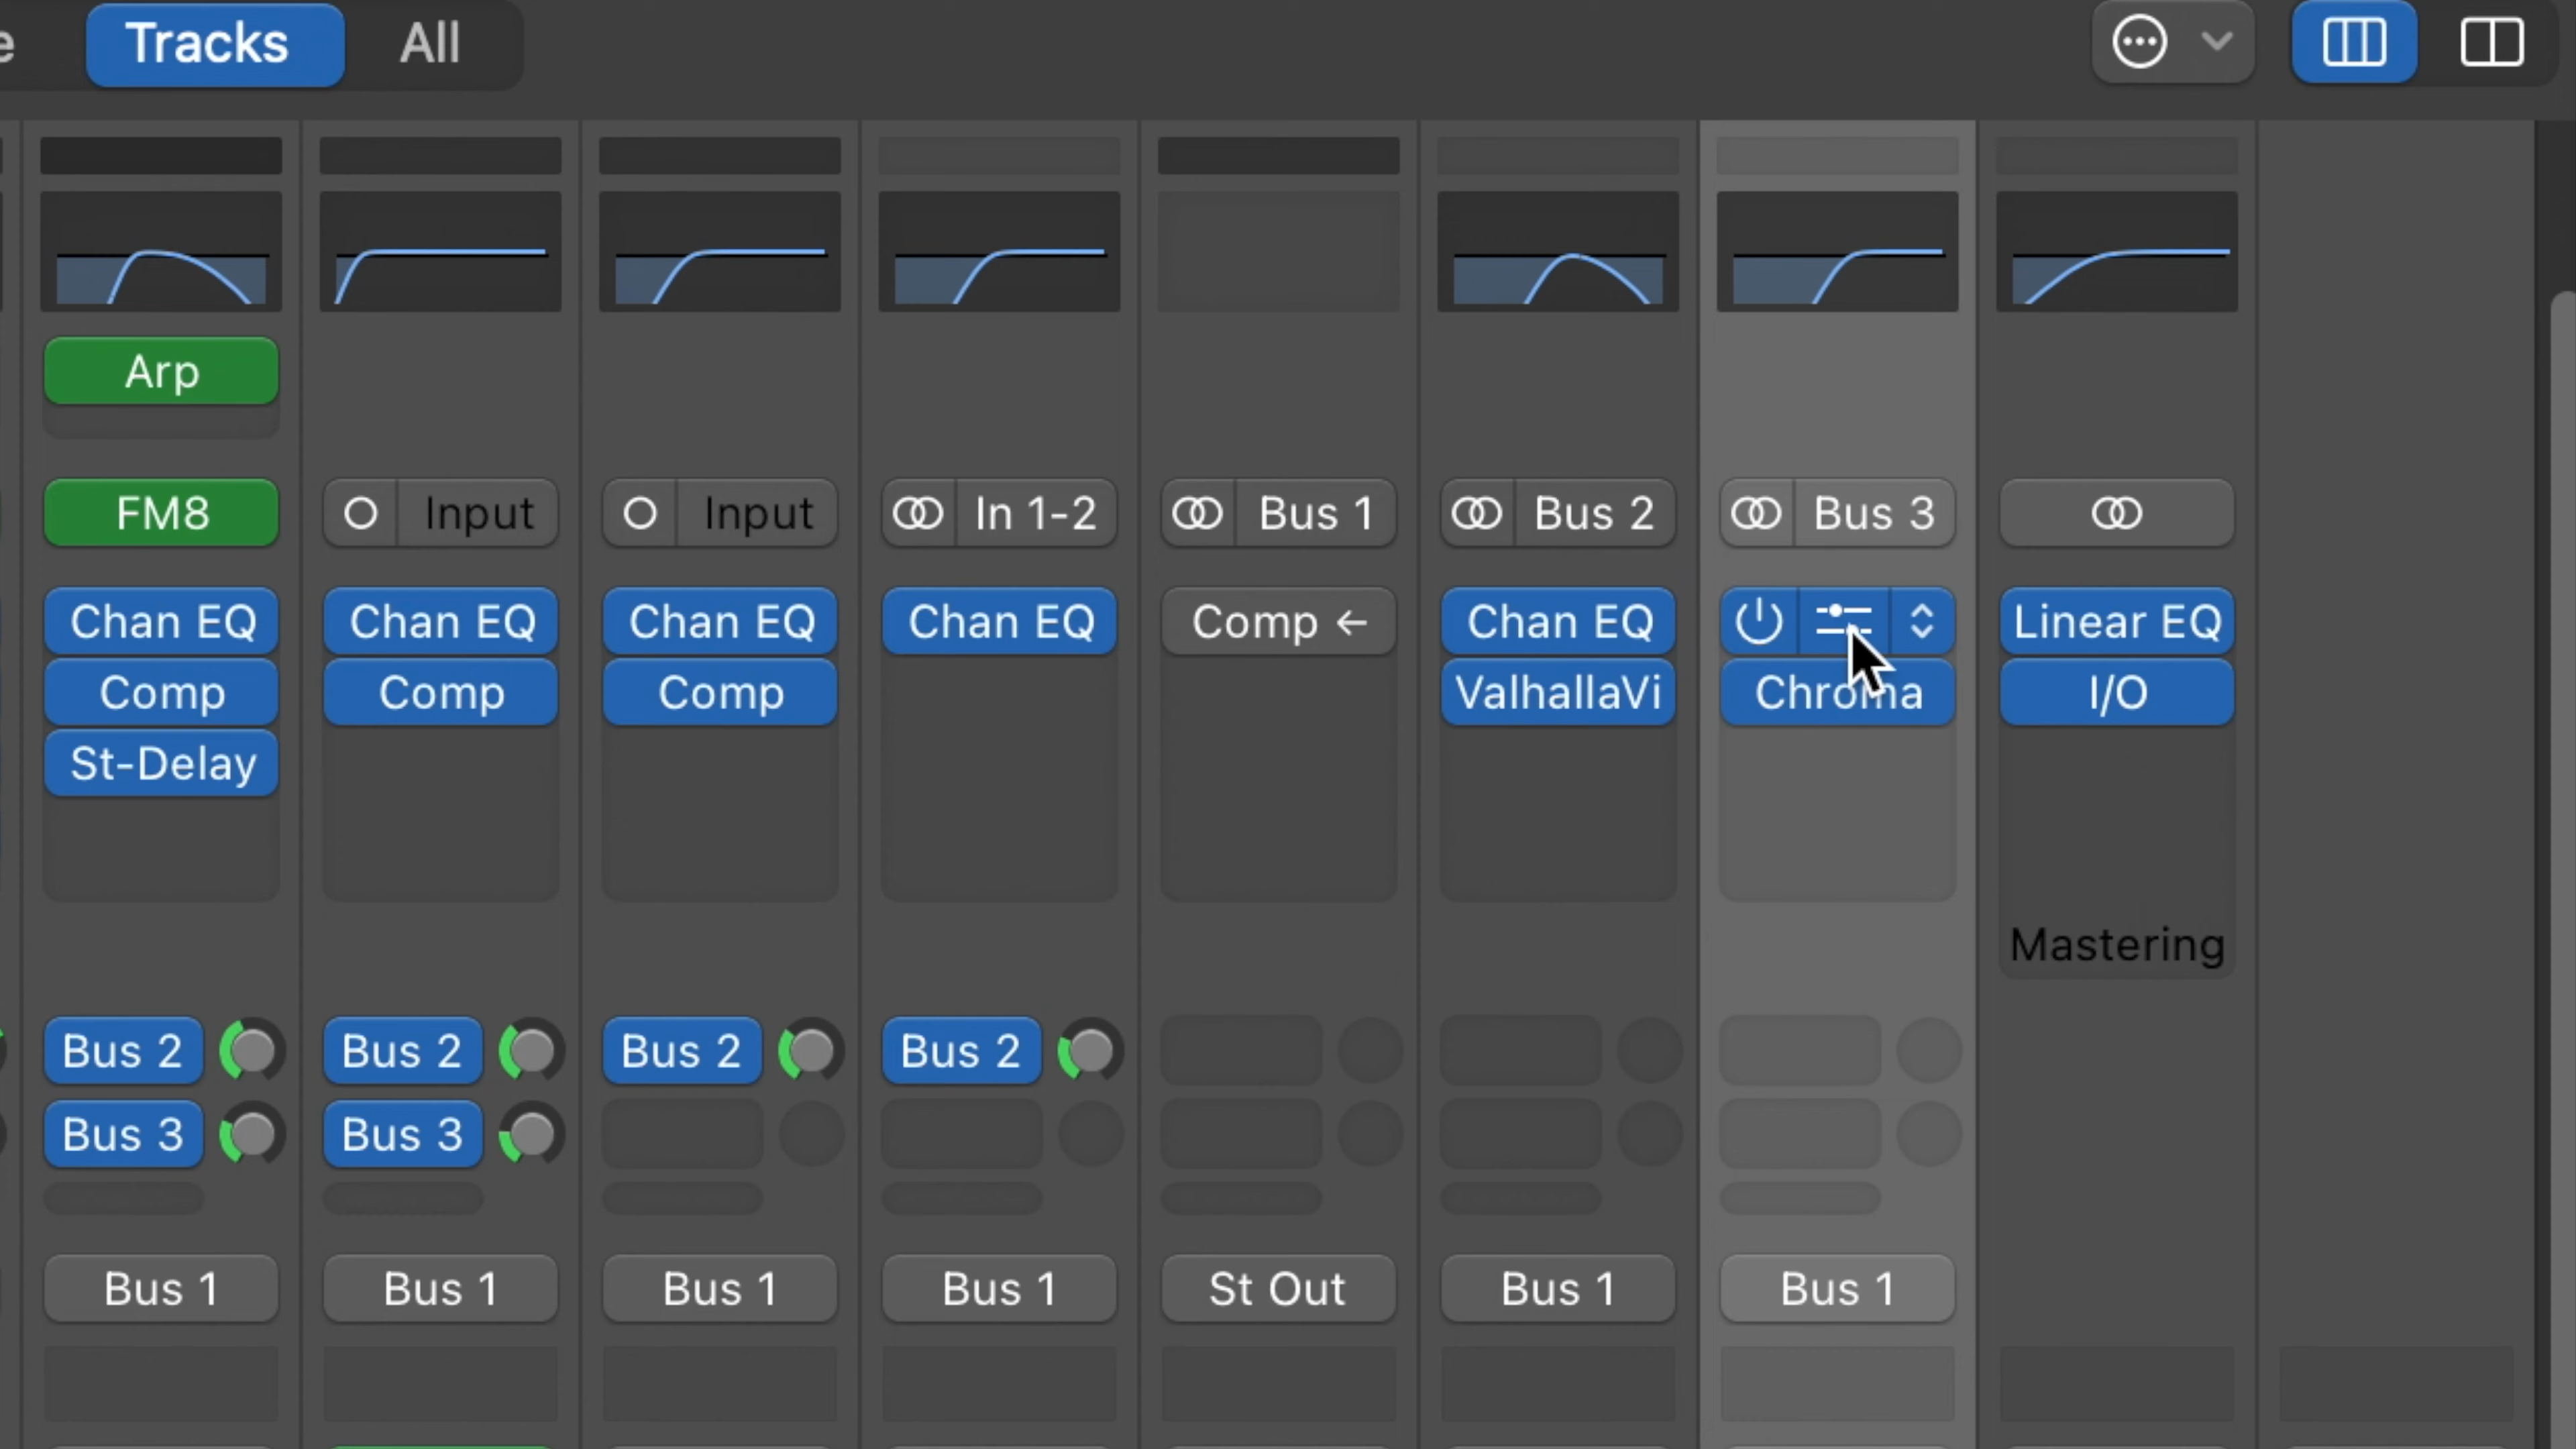 e Tracks All
Arp
FM8 Input Input In 1-2 Bus 1 Bus 2 Bus 3
Chan EQ Chan EQ Chan EQ Chan EQ Comp ← Chan EQ Linear EQ
Comp Comp Comp ValhallaVi Chroma I/O
St-Delay
Mastering
Bus 2 Bus 2 Bus 2 Bus 2
Bus 3 Bus 3
Bus 1 Bus 1 Bus 1 Bus 1 St Out Bus 1 Bus 1